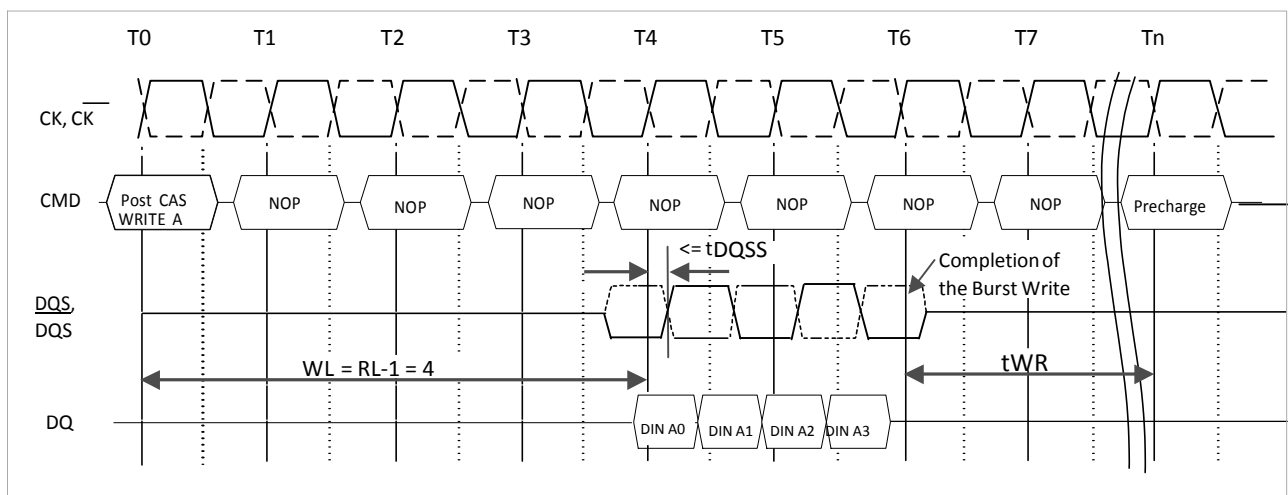 T0 T1 T2 T3 T4 T5 T6 T7 Tn
CK, CK
CMD
Post CAS
WRITE A
NOP NOP NOP NOP NOP NOP NOP Precharge
<= tDQSS
Completion of
the Burst Write
DQS,
DQS
WL = RL-1 = 4
tWR
DQ
DIN A0 DIN A1 DIN A2 DIN A3